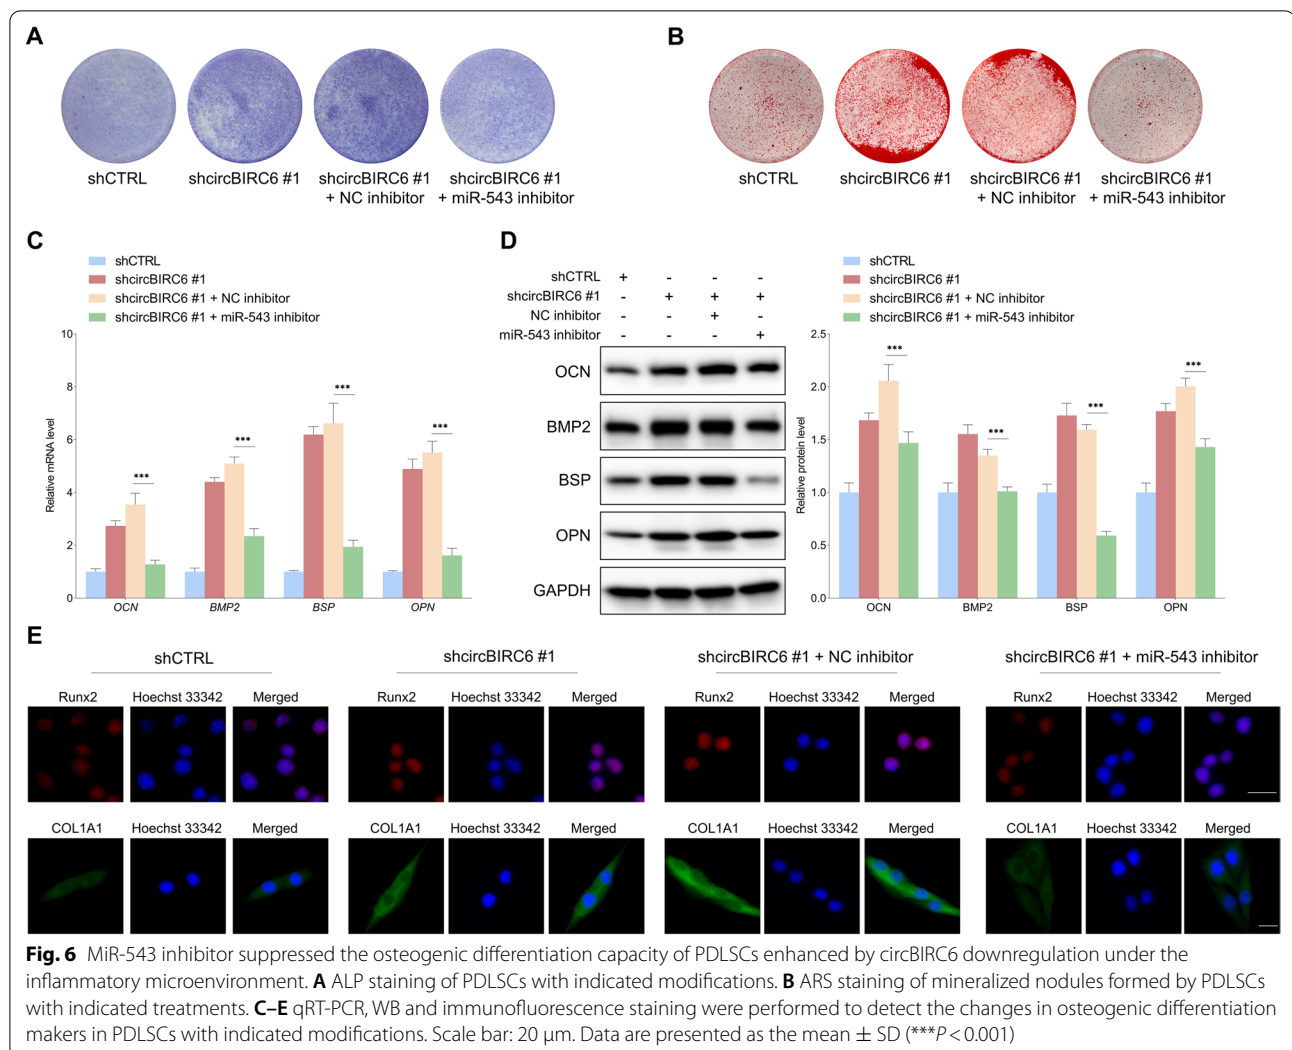 A
shCTRL
shcircBIRC6 #1
shcircBIRC6 #1
+ NC inhibitor
shcircBIRC6 #1
+ miR-543 inhibitor
B
shCTRL
shcircBIRC6 #1
shcircBIRC6 #1
+ NC inhibitor
shcircBIRC6 #1
+ miR-543 inhibitor
C
shCTRL
shcircBIRC6 #1
shcircBIRC6 #1 + NC inhibitor
shcircBIRC6 #1 + miR-543 inhibitor
Relative mRNA level
10
8
6
4
2
0
***
***
***
***
OCN
BMP2
BSP
OPN
D
shCTRL + - - -
shcircBIRC6 #1 - + + +
NC inhibitor - - + -
miR-543 inhibitor - - - +
OCN
BMP2
BSP
OPN
GAPDH
shCTRL
shcircBIRC6 #1
shcircBIRC6 #1 + NC inhibitor
shcircBIRC6 #1 + miR-543 inhibitor
Relative protein level
2.5
2.0
1.5
1.0
0.5
0.0
***
***
***
***
OCN
BMP2
BSP
OPN
E
shCTRL
shcircBIRC6 #1
shcircBIRC6 #1 + NC inhibitor
shcircBIRC6 #1 + miR-543 inhibitor
Runx2 Hoechst 33342 Merged
Runx2 Hoechst 33342 Merged
Runx2 Hoechst 33342 Merged
Runx2 Hoechst 33342 Merged
COL1A1 Hoechst 33342 Merged
COL1A1 Hoechst 33342 Merged
COL1A1 Hoechst 33342 Merged
COL1A1 Hoechst 33342 Merged
Fig. 6 MiR-543 inhibitor suppressed the osteogenic differentiation capacity of PDLSCs enhanced by circBIRC6 downregulation under the
inflammatory microenvironment. A ALP staining of PDLSCs with indicated modifications. B ARS staining of mineralized nodules formed by PDLSCs
with indicated treatments. C–E qRT-PCR, WB and immunofluorescence staining were performed to detect the changes in osteogenic differentiation
makers in PDLSCs with indicated modifications. Scale bar: 20 μm. Data are presented as the mean ± SD (***P < 0.001)